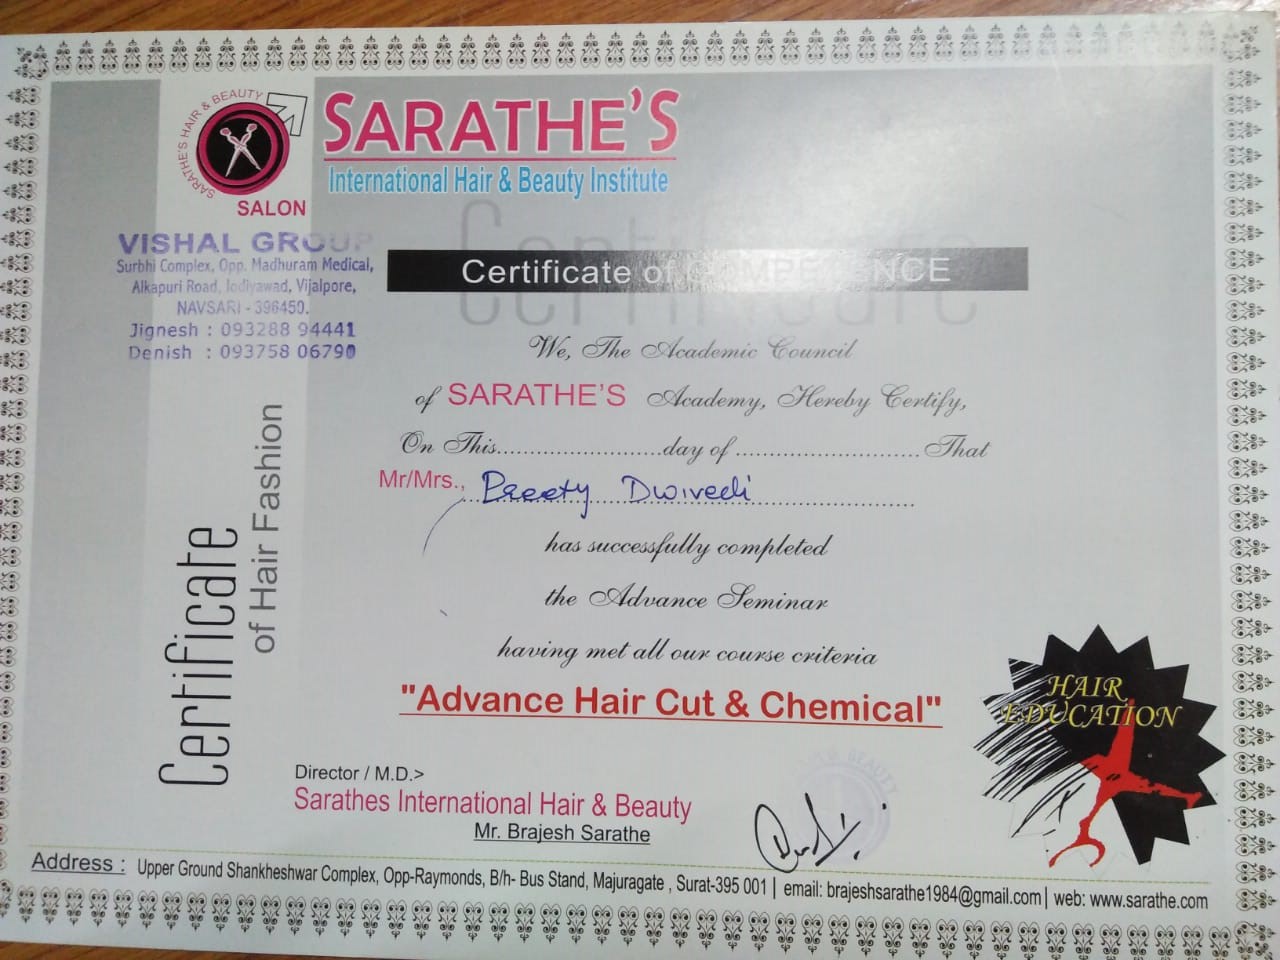 SARATHE'S HAIR & BEAUTY
SALON
SARATHE'S
International Hair & Beauty Institute
VISHAL GROUP
Surbhi Complex, Opp. Madhuram Medical,
Alkapuri Road, Jodiyawad, Vijalpore,
NAVSARI - 396450.
Jignesh : 093288 94441
Denish : 093758 06790
Certificate
Certificate of COMPETENCE
We, The Academic Council
of SARATHE'S Academy, Hereby Certify,
On This..............................day of .................................. That
Mr/Mrs., Preety Dwivedi
has successfully completed
the Advance Seminar
having met all our course criteria
"Advance Hair Cut & Chemical"
Certificate
of Hair Fashion
HAIR
EDUCATION
BEAUTY
Director / M.D.>
Sarathes International Hair & Beauty
Mr. Brajesh Sarathe
Address : Upper Ground Shankheshwar Complex, Opp-Raymonds, B/h- Bus Stand, Majuragate , Surat-395 001 | email: brajeshsarathe1984@gmail.com | web: www.sarathe.com